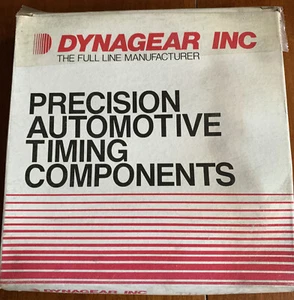 DYNAGEAR INC
THE FULL LINE MANUFACTURER
PRECISION
AUTOMOTIVE
TIMING
COMPONENTS